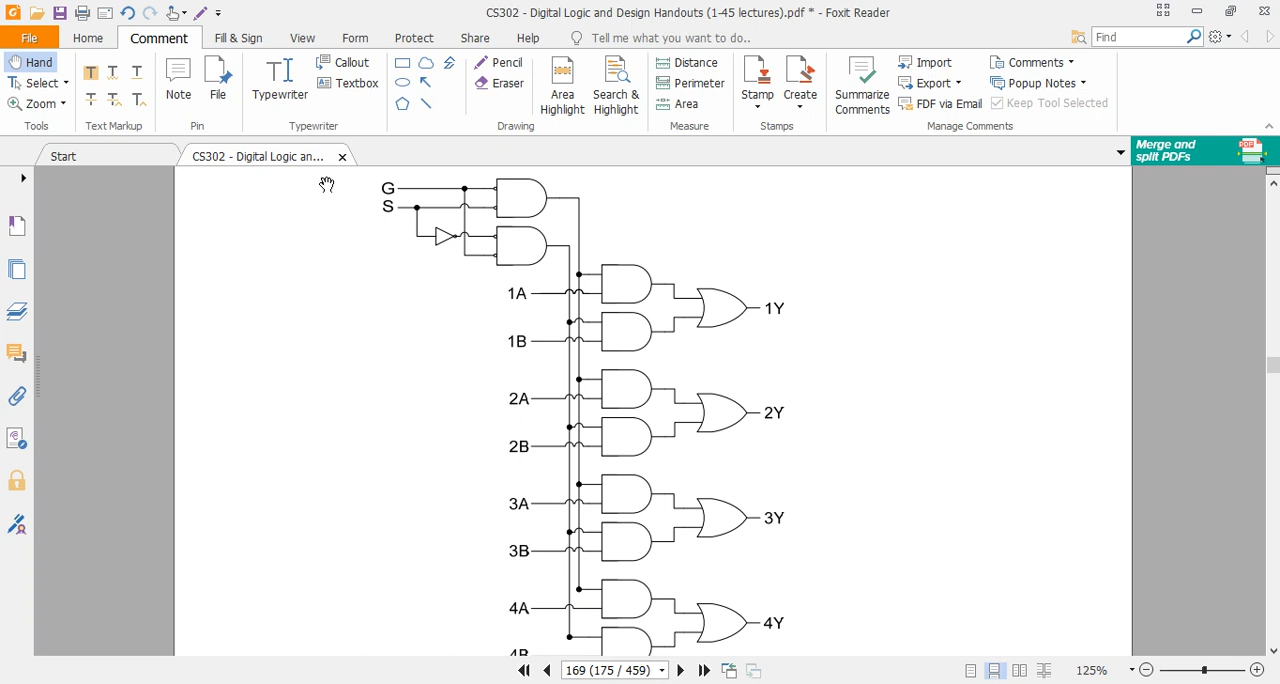 CS302 - Digital Logic and Design Handouts (1-45 lectures).pdf * - Foxit Reader
File Home Comment Fill & Sign View Form Protect Share Help Tell me what you want to do.. Find
Hand Callout Pencil Distance Import Comments
Select Textbox Eraser Perimeter Export Popup Notes
Zoom Note File Typewriter Area Highlight Search & Highlight Area Stamp Create Summarize Comments FDF via Email Keep Tool Selected
Tools Text Markup Pin Typewriter Drawing Measure Stamps Manage Comments
Start CS302 - Digital Logic an... Merge and
split PDFs
G
S
1A
1Y
1B
2A
2Y
2B
3A
3Y
3B
4A
4Y
4B
169 (175 / 459) 125%